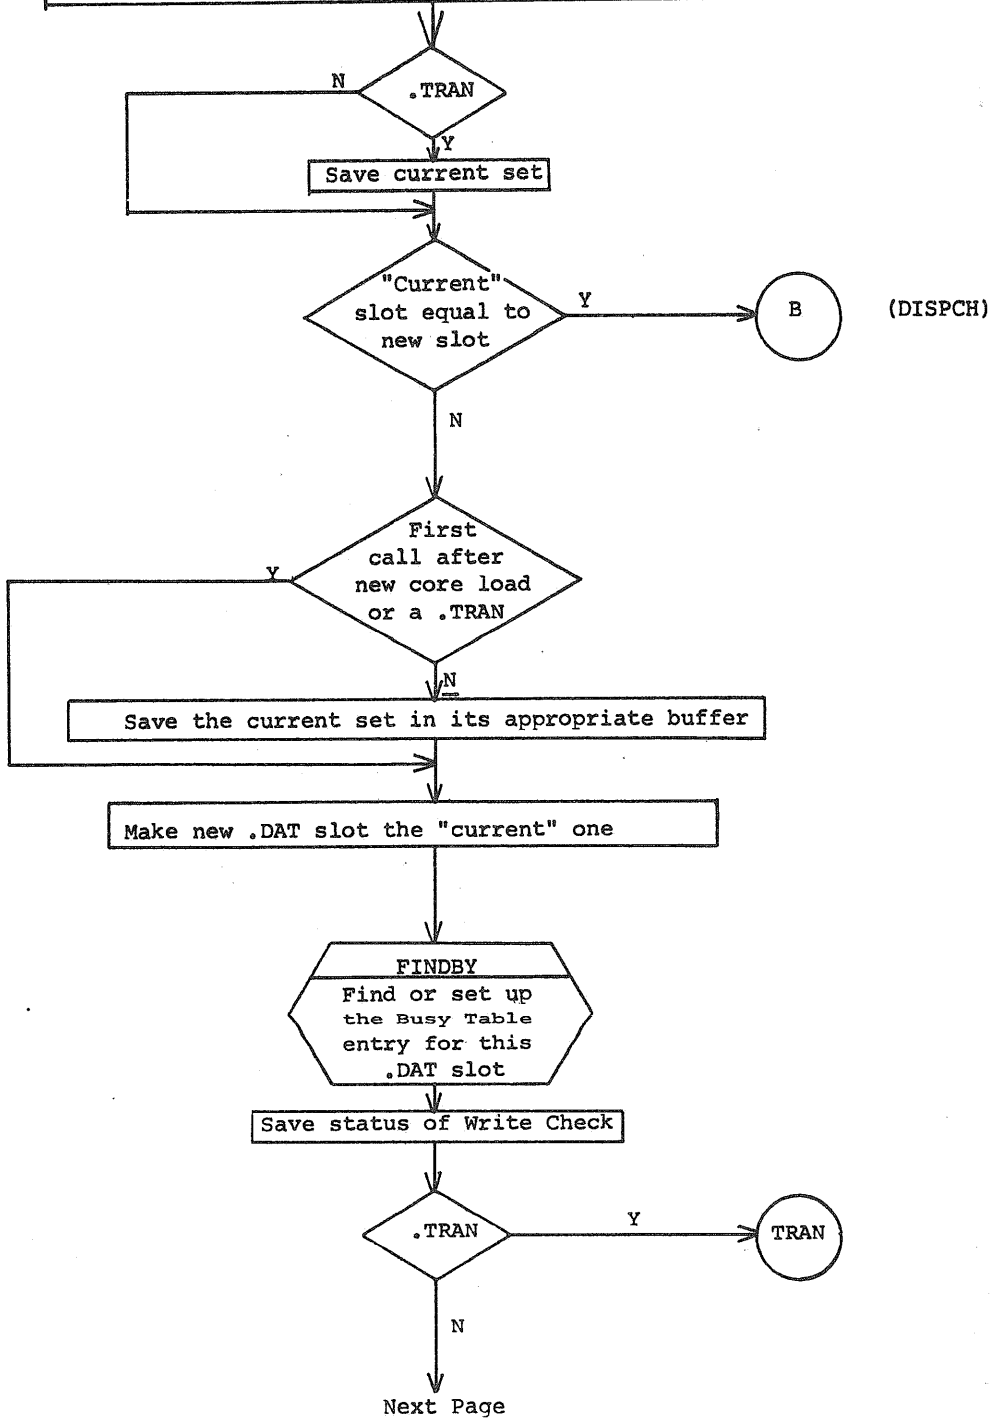 N
.TRAN
Y
Save current set
"Current"
slot equal to
new slot
Y
B
(DISPCH)
N
First
call after
new core load
or a .TRAN
Y
N
Save the current set in its appropriate buffer
Make new .DAT slot the "current" one
FINDBY
Find or set up
the Busy Table
entry for this
.DAT slot
Save status of Write Check
.TRAN
Y
TRAN
N
Next Page